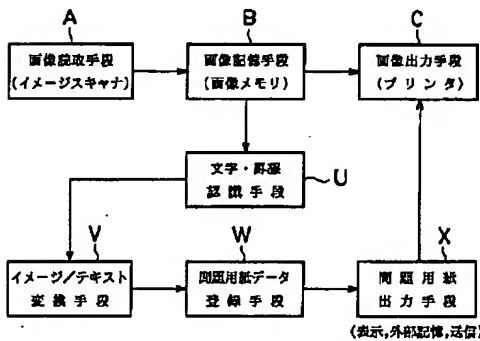 A
B
C
画像読取手段
(イメージスキャナ)
画像記憶手段
(画像メモリ)
画像出力手段
(プリンタ)
文字・罫線
認識手段
U
V
W
X
イメージ/テキスト
変換手段
問題用紙データ
登録手段
問題用紙
出力手段
(表示,外部記憶,送信)